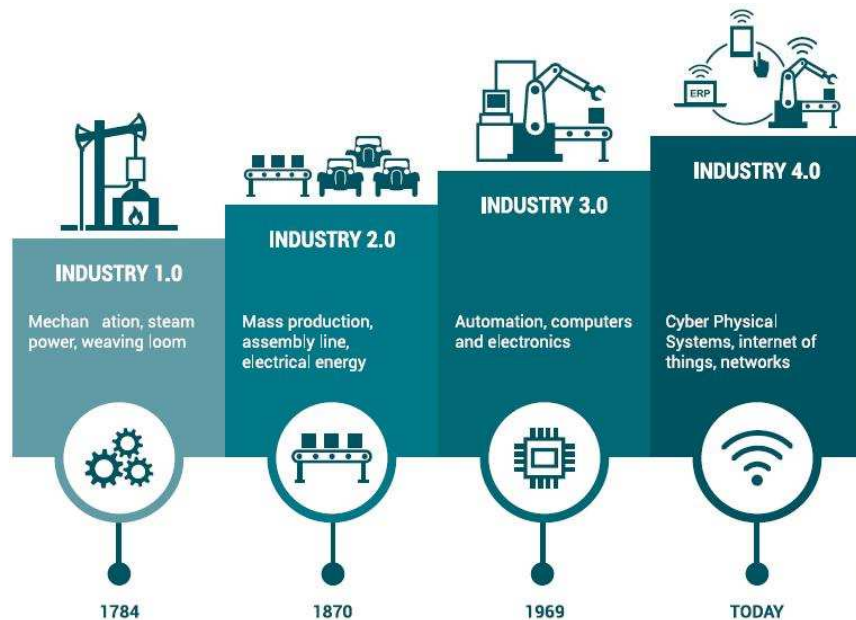 ERP
INDUSTRY 1.0
Mechan ation, steam
power, weaving loom
1784
INDUSTRY 2.0
Mass production,
assembly line,
electrical energy
1870
INDUSTRY 3.0
Automation, computers
and electronics
1969
INDUSTRY 4.0
Cyber Physical
Systems, internet of
things, networks
TODAY